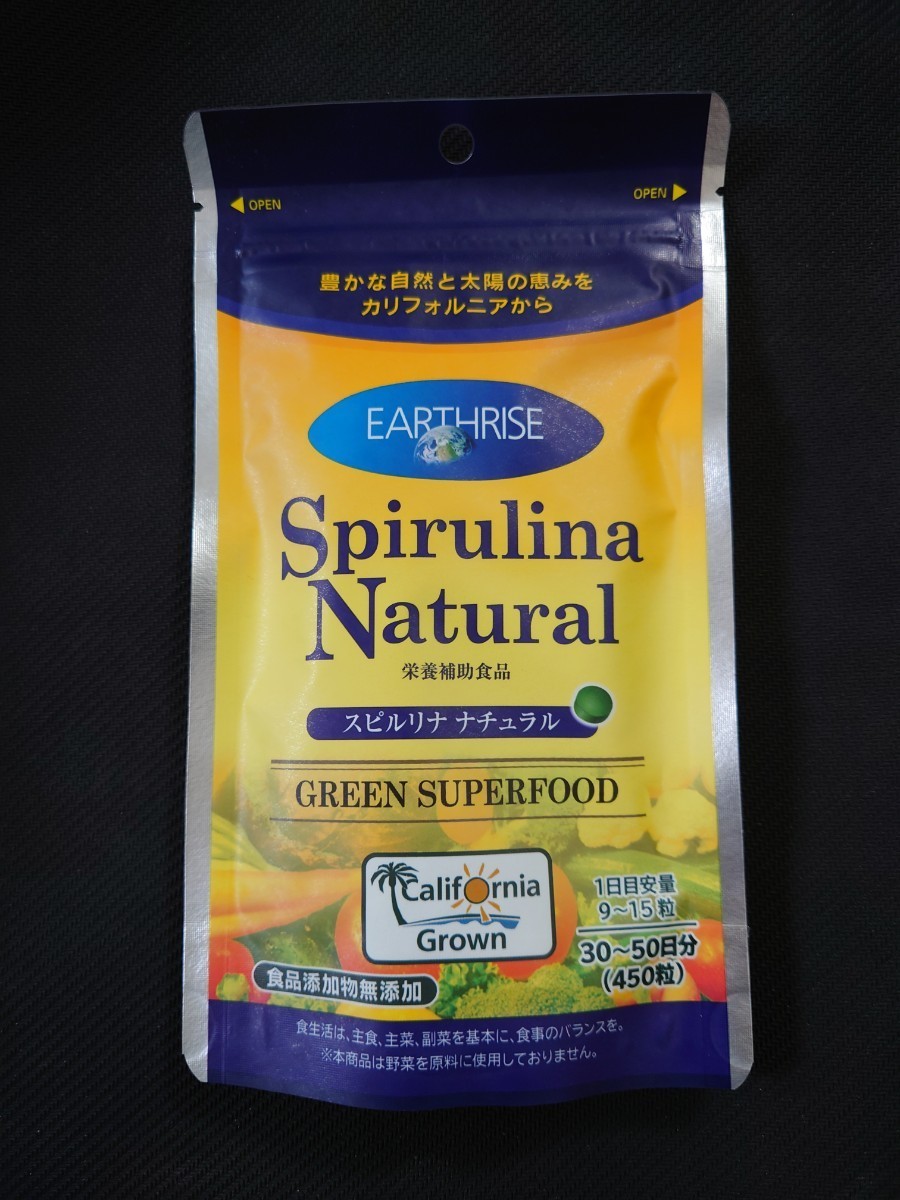 OPEN
OPEN
豊かな自然と太陽の恵みを
カリフォルニアから
EARTHRISE
Spirulina
Natural
栄養補助食品
スピルリナ ナチュラル
GREEN SUPERFOOD
California
Grown
1日目安量
9~15粒
30~50日分
(450粒)
食品添加物無添加
食生活は、主食、主菜、副菜を基本に、食事のバランスを。
※本商品は野菜を原料に使用しておりません。